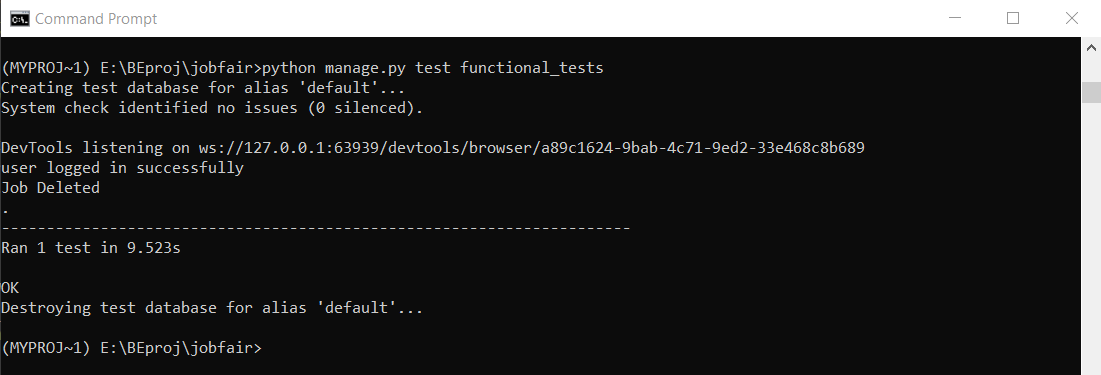 Command Prompt
(MYPROJ~1) E:\BEproj\jobfair>python manage.py test functional_tests
Creating test database for alias 'default'...
System check identified no issues (0 silenced).
DevTools listening on ws://127.0.0.1:63939/devtools/browser/a89c1624-9bab-4c71-9ed2-33e468c8b689
user logged in successfully
Job Deleted
.
----------------------------------------------------------------------
Ran 1 test in 9.523s
OK
Destroying test database for alias 'default'...
(MYPROJ~1) E:\BEproj\jobfair>